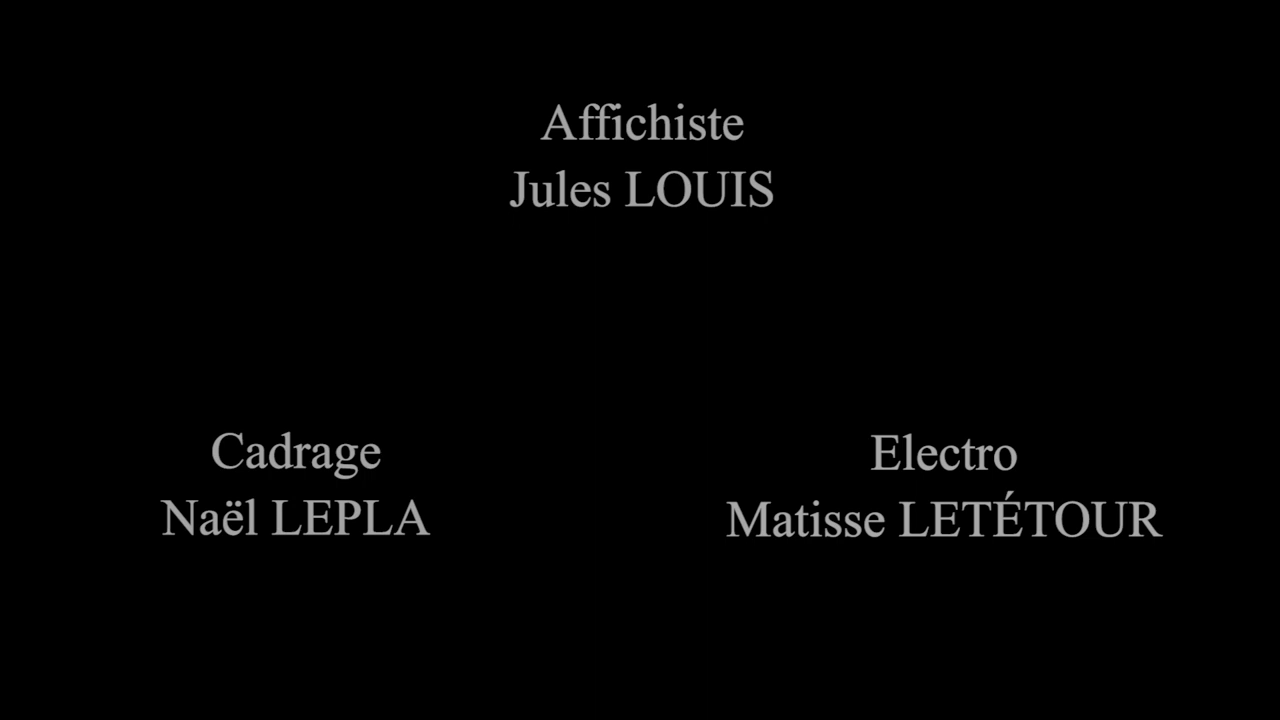 Affichiste
Jules LOUIS
Cadrage
Naël LEPLA
Electro
Matisse LETÉTOUR